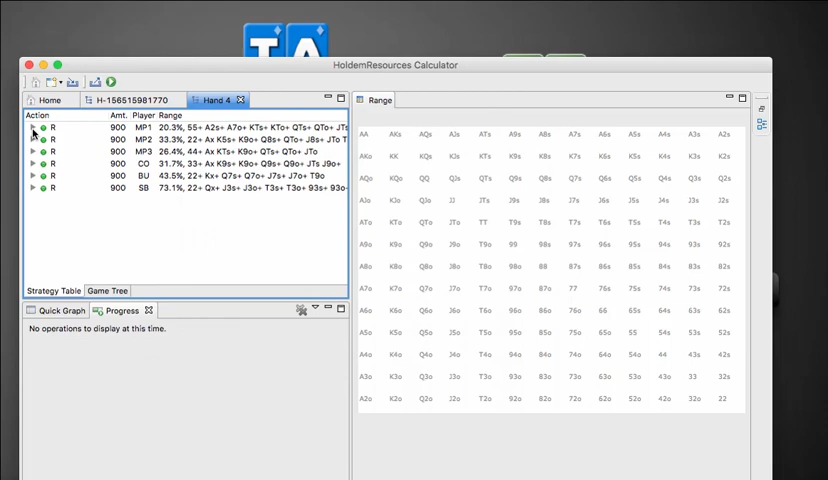 T A
HoldemResources Calculator
Home H-156515981770 Hand 4
Range
Action Amt. Player Range
R 900 MP1 20.3%, 55+ A2s+ A7o+ KTs+ KTo+ QTs+ QTo+ JTs
R 900 MP2 33.3%, 22+ Ax K5s+ K9o+ Q8s+ QTo+ J8s+ JTo T
R 900 MP3 26.4%, 44+ Ax KTs+ K9o+ QTs+ QTo+ JTo
R 900 CO 31.7%, 33+ Ax K9s+ K9o+ Q9s+ Q9o+ JTs J9o+
R 900 BU 43.5%, 22+ Kx+ Q7s+ Q7o+ J7s+ J7o+ T9o
R 900 SB 73.1%, 22+ Qx+ J3s+ J3o+ T3s+ T3o+ 93s+ 93o+
Strategy Table Game Tree
Quick Graph Progress
No operations to display at this time.
AA AKs AQs AJs ATs A9s A8s A7s A6s A5s A4s A3s A2s
AKo KK KQs KJs KTs K9s K8s K7s K6s K5s K4s K3s K2s
AQo KQo QQ QJs QTs Q9s Q8s Q7s Q6s Q5s Q4s Q3s Q2s
AJo KJo QJo JJ JTs J9s J8s J7s J6s J5s J4s J3s J2s
ATo KTo QTo JTo TT T9s T8s T7s T6s T5s T4s T3s T2s
A9o K9o Q9o J9o T9o 99 98s 97s 96s 95s 94s 93s 92s
A8o K8o Q8o J8o T8o 98o 88 87s 86s 85s 84s 83s 82s
A7o K7o Q7o J7o T7o 97o 87o 77 76s 75s 74s 73s 72s
A6o K6o Q6o J6o T6o 96o 86o 76o 66 65s 64s 63s 62s
A5o K5o Q5o J5o T5o 95o 85o 75o 65o 55 54s 53s 52s
A4o K4o Q4o J4o T4o 94o 84o 74o 64o 54o 44 43s 42s
A3o K3o Q3o J3o T3o 93o 83o 73o 63o 53o 43o 33 32s
A2o K2o Q2o J2o T2o 92o 82o 72o 62o 52o 42o 32o 22